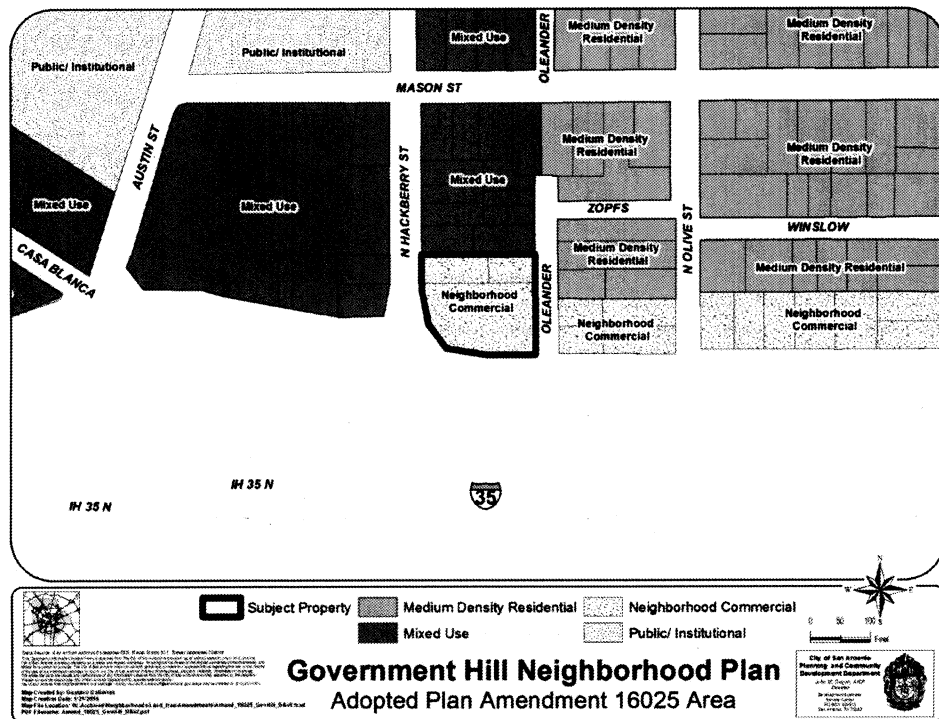 Public/ Institutional
Public/ Institutional
Mixed Use
OLEANDER
Medium Density
Residential
Medium Density
Residential
MASON ST
AUSTIN ST
Mixed Use
CASA BLANCA
Mixed Use
N HACKBERRY ST
Mixed Use
Medium Density
Residential
ZOPFS
Medium Density
Residential
OLEANDER
Neighborhood
Commercial
Neighborhood
Commercial
N OLIVE ST
Medium Density
Residential
WINSLOW
Medium Density Residential
Neighborhood
Commercial
IH 35 N
IH 35 N
35
N
W
E
Subject Property
Medium Density Residential
Neighborhood Commercial
Mixed Use
Public/ Institutional
0 50 100
Feet
Government Hill Neighborhood Plan
Adopted Plan Amendment 16025 Area
City of San Antonio
Planning and Community
Development Department